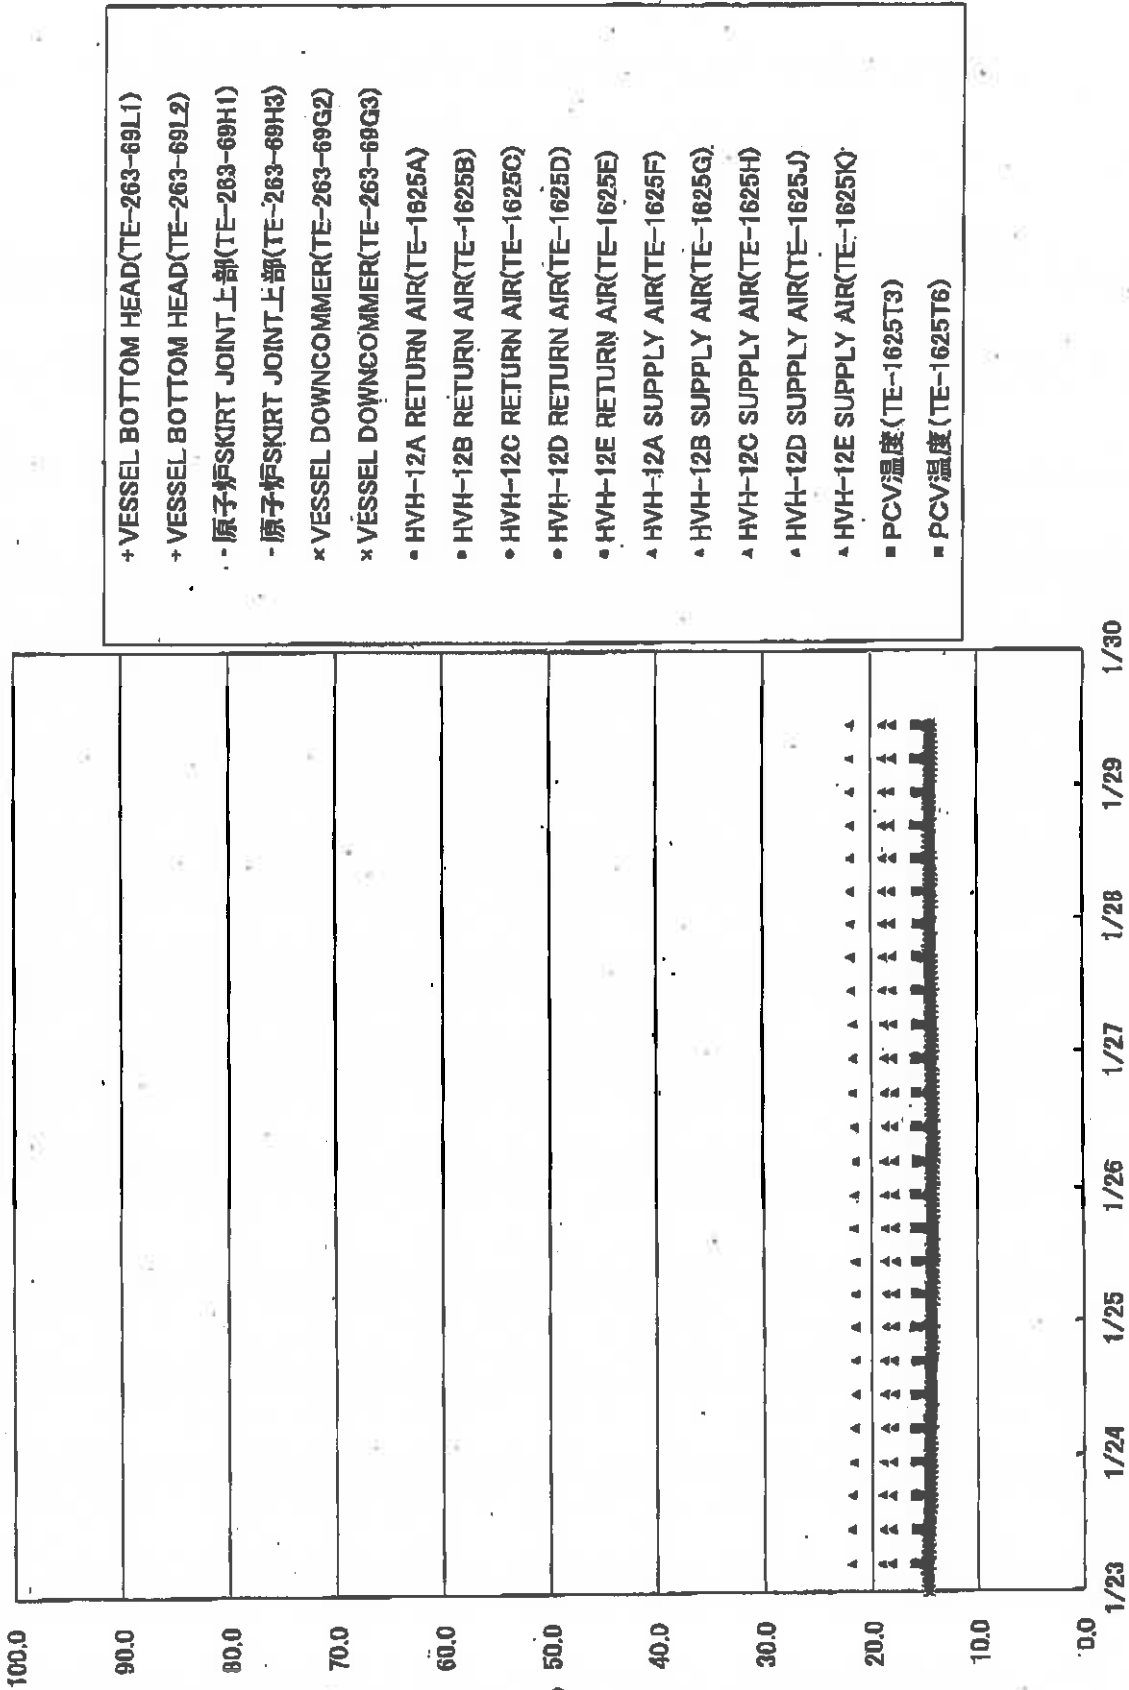 100.0
90.0
80.0
70.0
60.0
50.0
40.0
30.0
20.0
10.0
0.0
1/23
1/24
1/25
1/26
1/27
1/28
1/29
1/30
+ VESSEL BOTTOM HEAD(TE-263-69L1)
+ VESSEL BOTTOM HEAD(TE-263-69L2)
- 原子炉SKIRT JOINT上部(TE-263-69H1)
- 原子炉SKIRT JOINT上部(TE-263-69H3)
× VESSEL DOWNCOMMER(TE-263-69G2)
× VESSEL DOWNCOMMER(TE-263-69G3)
● HVH-12A RETURN AIR(TE-1625A)
● HVH-12B RETURN AIR(TE-1625B)
● HVH-12C RETURN AIR(TE-1625C)
● HVH-12D RETURN AIR(TE-1625D)
● HVH-12E RETURN AIR(TE-1625E)
▲ HVH-12A SUPPLY AIR(TE-1625F)
▲ HVH-12B SUPPLY AIR(TE-1625G)
▲ HVH-12C SUPPLY AIR(TE-1625H)
▲ HVH-12D SUPPLY AIR(TE-1625J)
▲ HVH-12E SUPPLY AIR(TE-1625K)
■ PCV温度(TE-1625T3)
■ PCV温度(TE-1625T6)